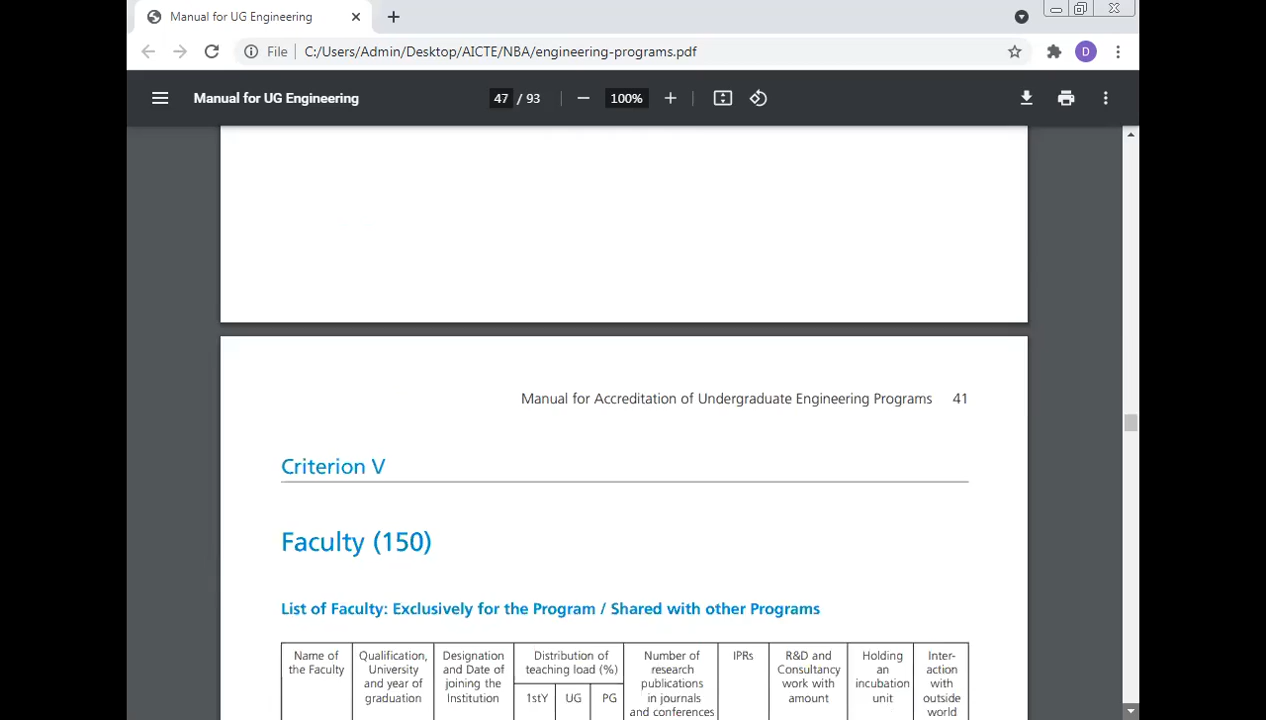 Manual for UG Engineering
File C:/Users/Admin/Desktop/AICTE/NBA/engineering-programs.pdf
D
Manual for UG Engineering 47 / 93 100%
Manual for Accreditation of Undergraduate Engineering Programs 41
Criterion V
Faculty (150)
List of Faculty: Exclusively for the Program / Shared with other Programs
Name of the Faculty
Qualification, University and year of graduation
Designation and Date of joining the Institution
Distribution of teaching load (%)
1stY UG PG
Number of research publications in journals and conferences
IPRs
R&D and Consultancy work with amount
Holding an incubation unit
Inter-action with outside world